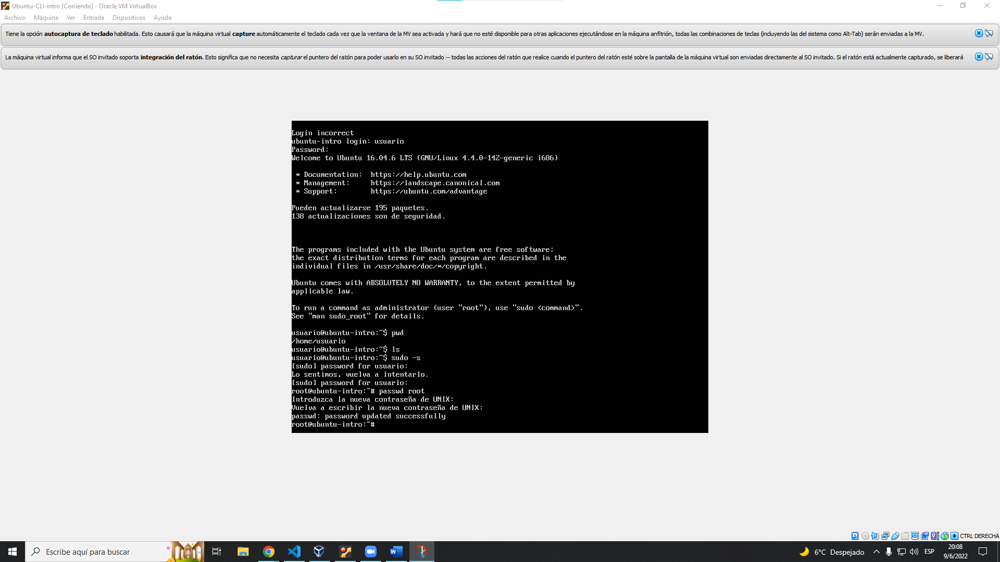 Ubuntu-CLI-intro [Corriendo] - Oracle VM VirtualBox
Archivo Máquina Ver Entrada Dispositivos Ayuda
Tiene la opción autocaptura de teclado habilitada. Esto causará que la máquina virtual capture automáticamente el teclado cada vez que la ventana de la MV sea activada y hará que no esté disponible para otras aplicaciones ejecutándose en la máquina anfitrión, todas las combinaciones de teclas (incluyendo las del sistema como Alt-Tab) serán enviadas a la MV.
La máquina virtual informa que el SO invitado soporta integración del ratón. Esto significa que no necesita capturar el puntero del ratón para poder usarlo en su SO invitado -- todas las acciones del ratón que realice cuando el puntero del ratón esté sobre la pantalla de la máquina virtual son enviadas directamente al SO invitado. Si el ratón está actualmente capturado, se liberará
Login incorrect
ubuntu-intro login: usuario
Password:
Welcome to Ubuntu 16.04.6 LTS (GNU/Linux 4.4.0-142-generic i686)
* Documentation:  https://help.ubuntu.com
* Management:     https://landscape.canonical.com
* Support:        https://ubuntu.com/advantage
Pueden actualizarse 195 paquetes.
138 actualizaciones son de seguridad.
The programs included with the Ubuntu system are free software;
the exact distribution terms for each program are described in the
individual files in /usr/share/doc/*/copyright.
Ubuntu comes with ABSOLUTELY NO WARRANTY, to the extent permitted by
applicable law.
To run a command as administrator (user "root"), use "sudo <command>".
See "man sudo_root" for details.
usuario@ubuntu-intro:~$ pwd
/home/usuario
usuario@ubuntu-intro:~$ ls
usuario@ubuntu-intro:~$ sudo -s
[sudo] password for usuario:
Lo sentimos, vuelva a intentarlo.
[sudo] password for usuario:
root@ubuntu-intro:~# passwd root
Introduzca la nueva contraseña de UNIX:
Vuelva a escribir la nueva contraseña de UNIX:
passwd: password updated successfully
root@ubuntu-intro:~#
CTRL DERECHA
Escribe aquí para buscar
6°C Despejado
ESP
20:08
9/6/2022